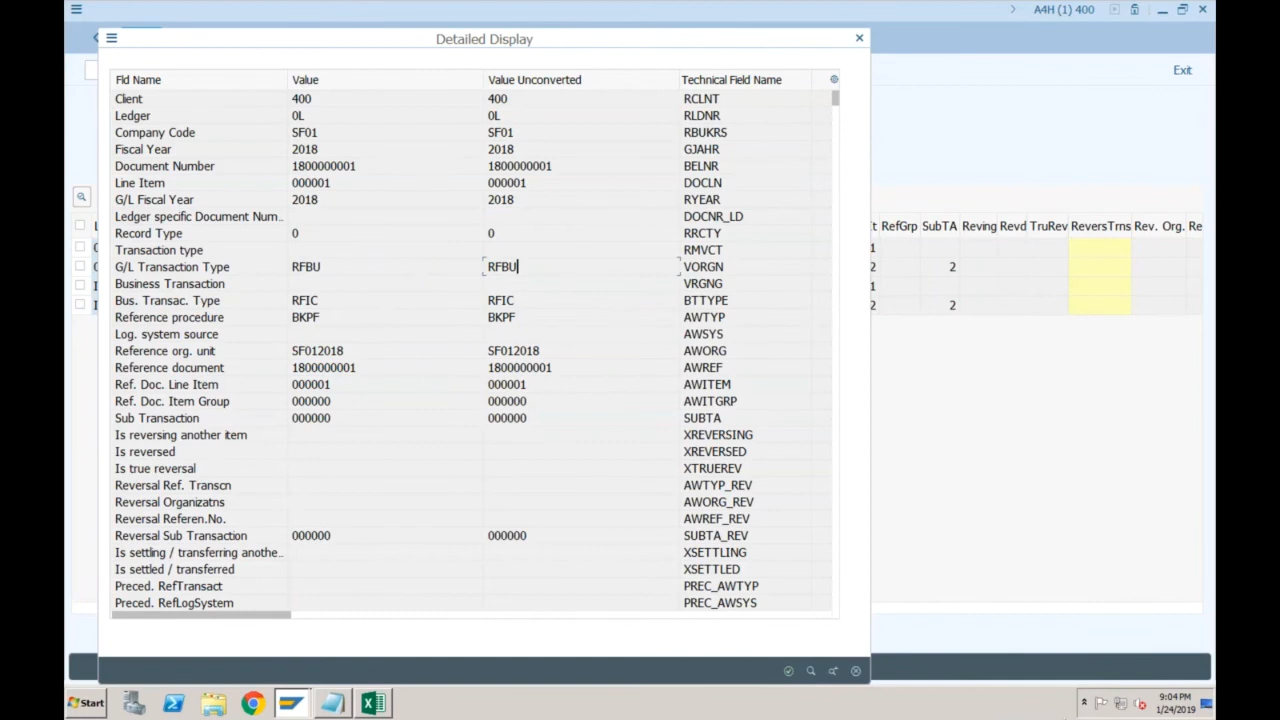 A4H (1) 400
Detailed Display
Exit
Fld Name Value Value Unconverted Technical Field Name
Client 400 400 RCLNT
Ledger 0L 0L RLDNR
Company Code SF01 SF01 RBUKRS
Fiscal Year 2018 2018 GJAHR
Document Number 1800000001 1800000001 BELNR
Line Item 000001 000001 DOCLN
G/L Fiscal Year 2018 2018 RYEAR
Ledger specific Document Num.. DOCNR_LD
Record Type 0 0 RRCTY
Transaction type RMVCT
G/L Transaction Type RFBU RFBU VORGN
Business Transaction VRGNG
Bus. Transac. Type RFIC RFIC BTTYPE
Reference procedure BKPF BKPF AWTYP
Log. system source AWSYS
Reference org. unit SF012018 SF012018 AWORG
Reference document 1800000001 1800000001 AWREF
Ref. Doc. Line Item 000001 000001 AWITEM
Ref. Doc. Item Group 000000 000000 AWITGRP
Sub Transaction 000000 000000 SUBTA
Is reversing another item XREVERSING
Is reversed XREVERSED
Is true reversal XTRUEREV
Reversal Ref. Transcn AWTYP_REV
Reversal Organizatns AWORG_REV
Reversal Referen.No. AWREF_REV
Reversal Sub Transaction 000000 000000 SUBTA_REV
Is settling / transferring anothe.. XSETTLING
Is settled / transferred XSETTLED
Preced. RefTransact PREC_AWTYP
Preced. RefLogSystem PREC_AWSYS
RefGrp SubTA Reving Revd TruRev ReversTrns Rev. Org. Re
1
2 2
1
2 2
Start
9:04 PM
1/24/2019